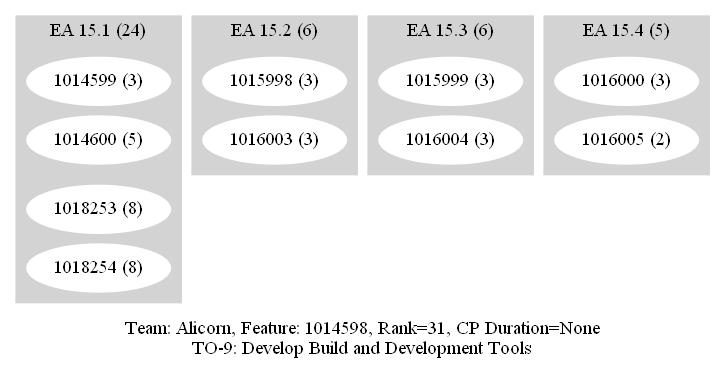 EA 15.1 (24)
1014599 (3)
1014600 (5)
1018253 (8)
1018254 (8)
EA 15.2 (6)
1015998 (3)
1016003 (3)
EA 15.3 (6)
1015999 (3)
1016004 (3)
EA 15.4 (5)
1016000 (3)
1016005 (2)
Team: Alicorn, Feature: 1014598, Rank=31, CP Duration=None
TO-9: Develop Build and Development Tools